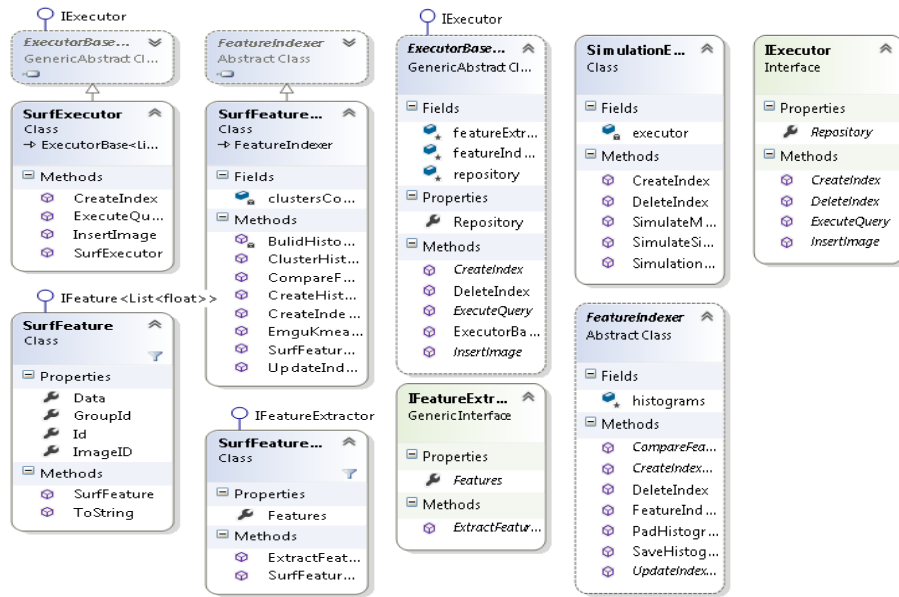 IExecutor
ExecutorBase...
GenericAbstract Cl...
SurfExecutor
Class
ExecutorBase<Li...
Methods
CreateIndex
ExecuteQu...
InsertImage
SurfExecutor
IFeature<List<float>>
SurfFeature
Class
Properties
Data
GroupId
Id
ImageID
Methods
SurfFeature
ToString
FeatureIndexer
Abstract Class
SurfFeature...
Class
FeatureIndexer
Fields
clustersCo...
Methods
BulidHisto...
ClusterHist...
CompareF...
CreateHist...
CreateInde...
EmguKmea...
SurfFeatur...
UpdateInd...
IFeatureExtractor
SurfFeature...
Class
Properties
Features
Methods
ExtractFeat...
SurfFeatur...
IExecutor
ExecutorBase...
GenericAbstract Cl...
Fields
featureExtr...
featureInd...
repository
Properties
Repository
Methods
CreateIndex
DeleteIndex
ExecuteQuery
ExecutorBa...
InsertImage
IFeatureExtr...
GenericInterface
Properties
Features
Methods
ExtractFeatur...
SimulationE...
Class
Fields
executor
Methods
CreateIndex
DeleteIndex
SimulateM...
SimulateSi...
Simulation...
FeatureIndexer
Abstract Class
Fields
histograms
Methods
CompareFea...
CreateIndex...
DeleteIndex
FeatureInd...
PadHistogr...
SaveHistog...
UpdateIndex...
IExecutor
Interface
Properties
Repository
Methods
CreateIndex
DeleteIndex
ExecuteQuery
InsertImage